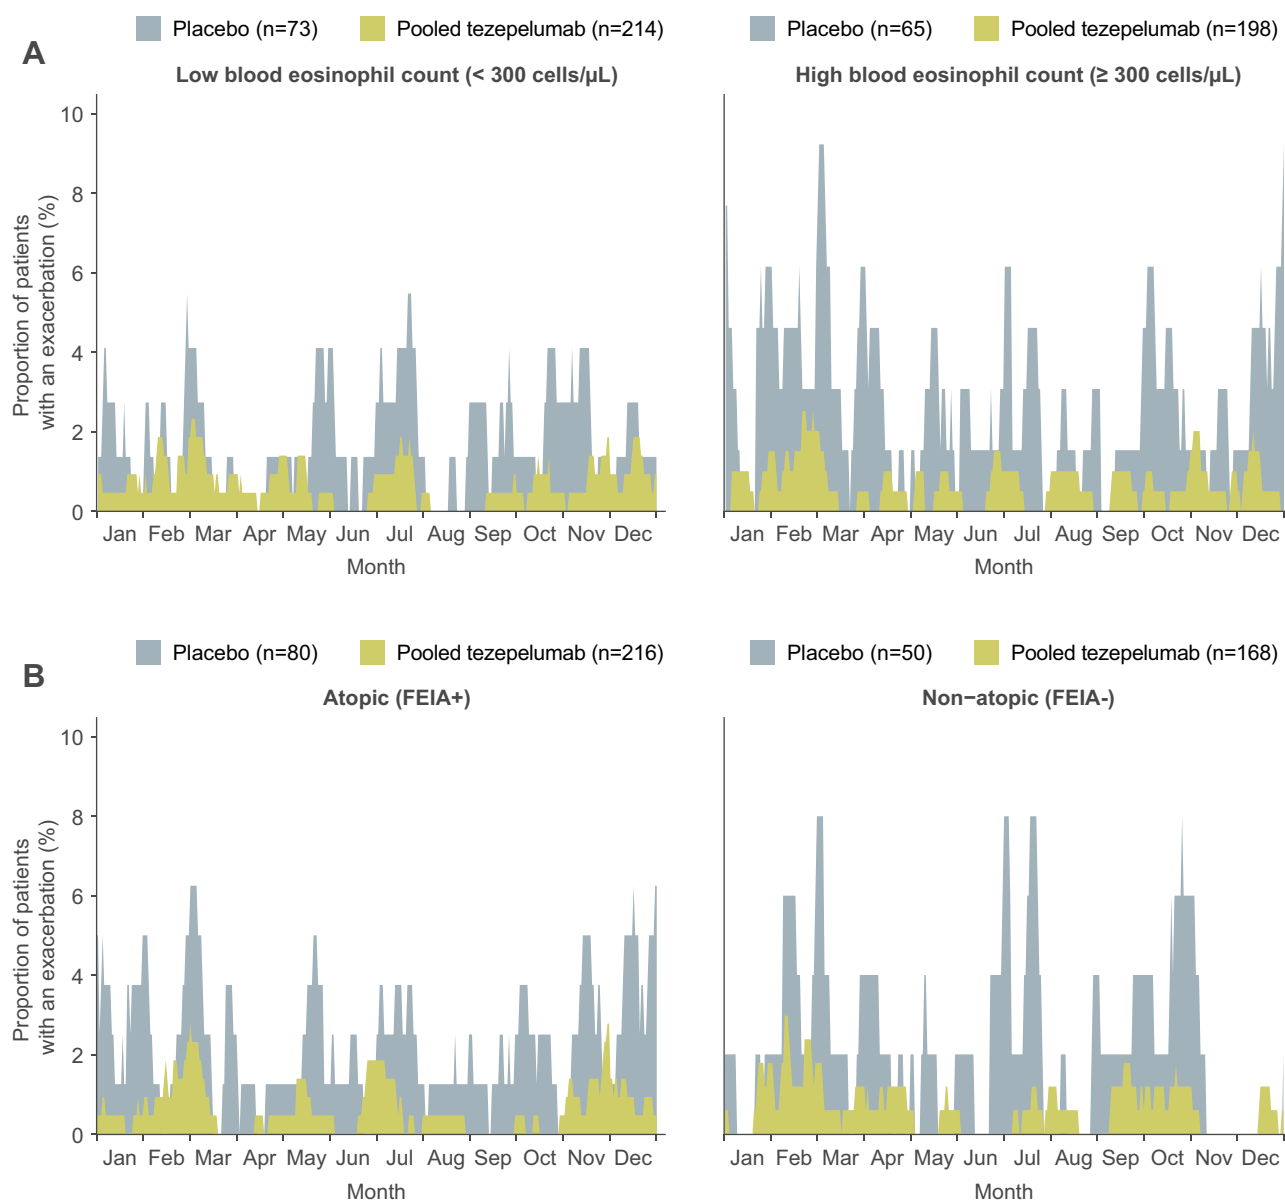 A
Placebo (n=73) Pooled tezepelumab (n=214)
Low blood eosinophil count (< 300 cells/µL)
Proportion of patients
with an exacerbation (%)
10
8
6
4
2
0
Jan Feb Mar Apr May Jun Jul Aug Sep Oct Nov Dec
Month
Placebo (n=65) Pooled tezepelumab (n=198)
High blood eosinophil count (≥ 300 cells/µL)
Jan Feb Mar Apr May Jun Jul Aug Sep Oct Nov Dec
Month
B
Placebo (n=80) Pooled tezepelumab (n=216)
Atopic (FEIA+)
Proportion of patients
with an exacerbation (%)
10
8
6
4
2
0
Jan Feb Mar Apr May Jun Jul Aug Sep Oct Nov Dec
Month
Placebo (n=50) Pooled tezepelumab (n=168)
Non−atopic (FEIA-)
Jan Feb Mar Apr May Jun Jul Aug Sep Oct Nov Dec
Month